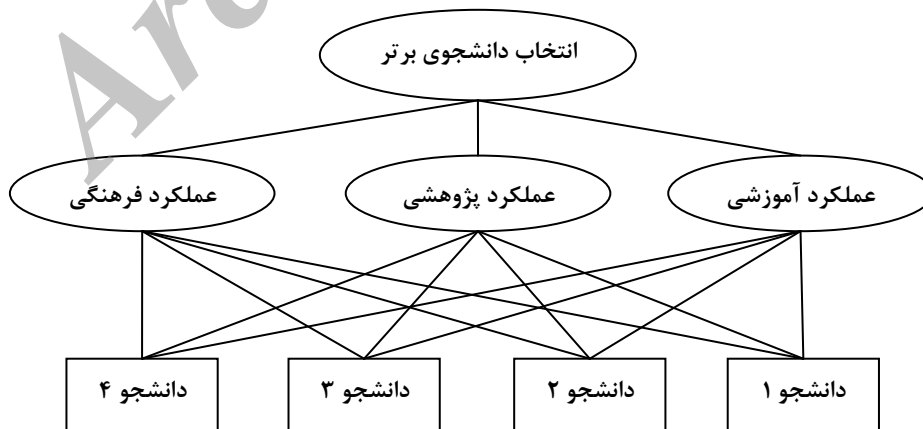 انتخاب دانشجوی برتر
عملکرد آموزشی
عملکرد پژوهشی
عملکرد فرهنگی
دانشجو ۱
دانشجو ۲
دانشجو ۳
دانشجو ۴